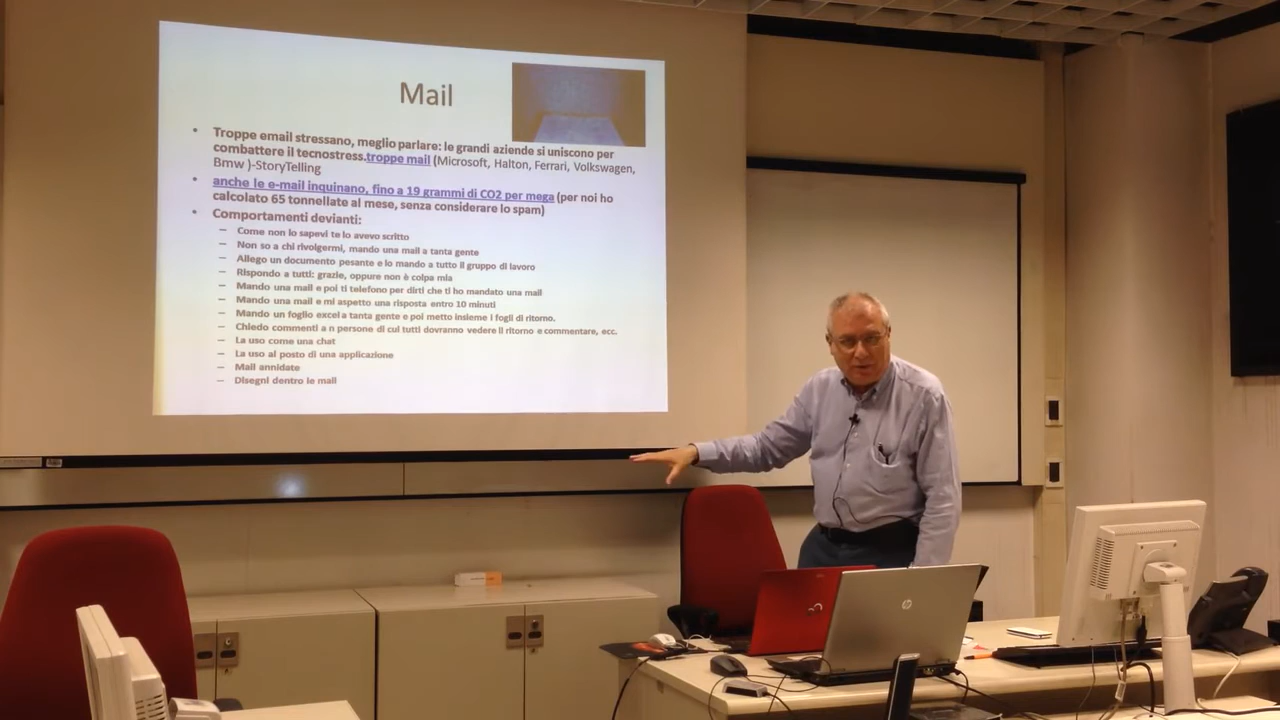 Mail
• Troppe email stressano, meglio parlare: le grandi aziende si uniscono per
combattere il tecnostress.troppe mail (Microsoft, Halton, Ferrari, Volkswagen,
Bmw )-StoryTelling
• anche le e-mail inquinano, fino a 19 grammi di CO2 per mega (per noi ho
calcolato 65 tonnellate al mese, senza considerare lo spam)
• Comportamenti devianti:
– Come non lo sapevi te lo avevo scritto
– Non so a chi rivolgermi, mando una mail a tanta gente
– Allego un documento pesante e lo mando a tutto il gruppo di lavoro
– Rispondo a tutti: grazie, oppure non è colpa mia
– Mando una mail e poi ti telefono per dirti che ti ho mandato una mail
– Mando una mail e mi aspetto una risposta entro 10 minuti
– Mando un foglio excel a tanta gente e poi metto insieme i fogli di ritorno.
– Chiedo commenti a n persone di cui tutti dovranno vedere il ritorno e commentare, ecc.
– La uso come una chat
– La uso al posto di una applicazione
– Mail annidate
– Disegni dentro le mail
hp